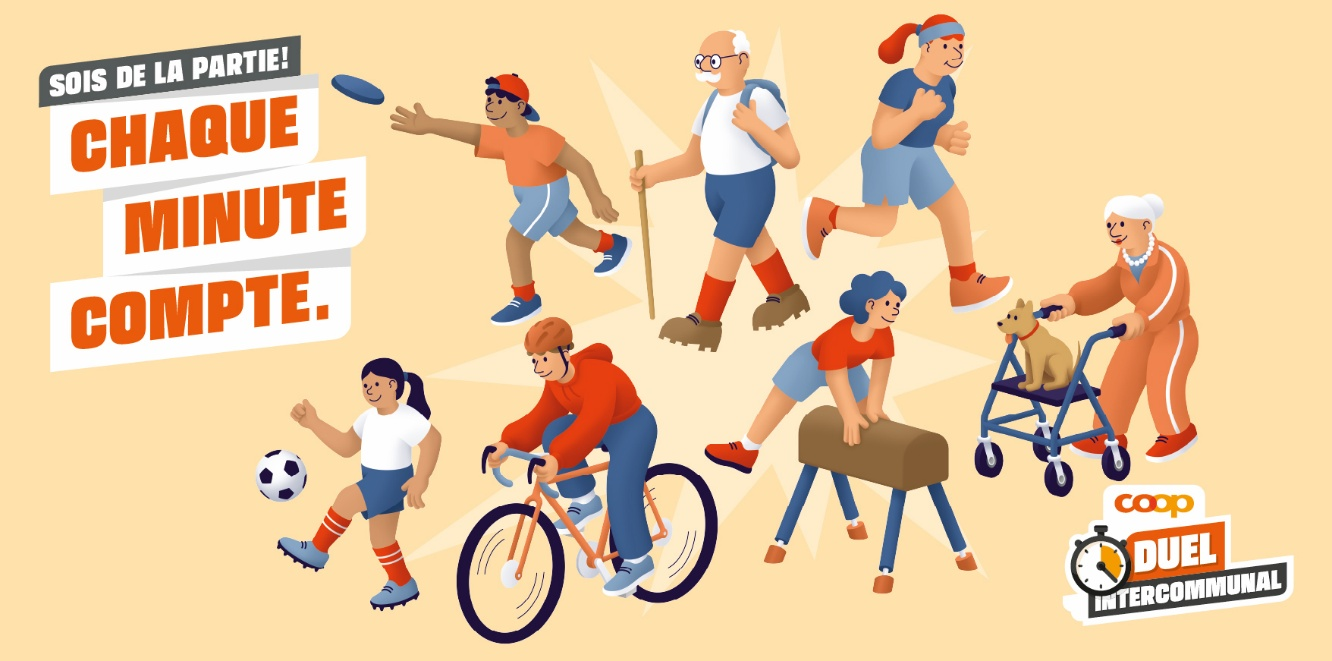 SOIS DE LA PARTIE!
CHAQUE
MINUTE
COMPTE.
coop
DUEL
INTERCOMMUNAL